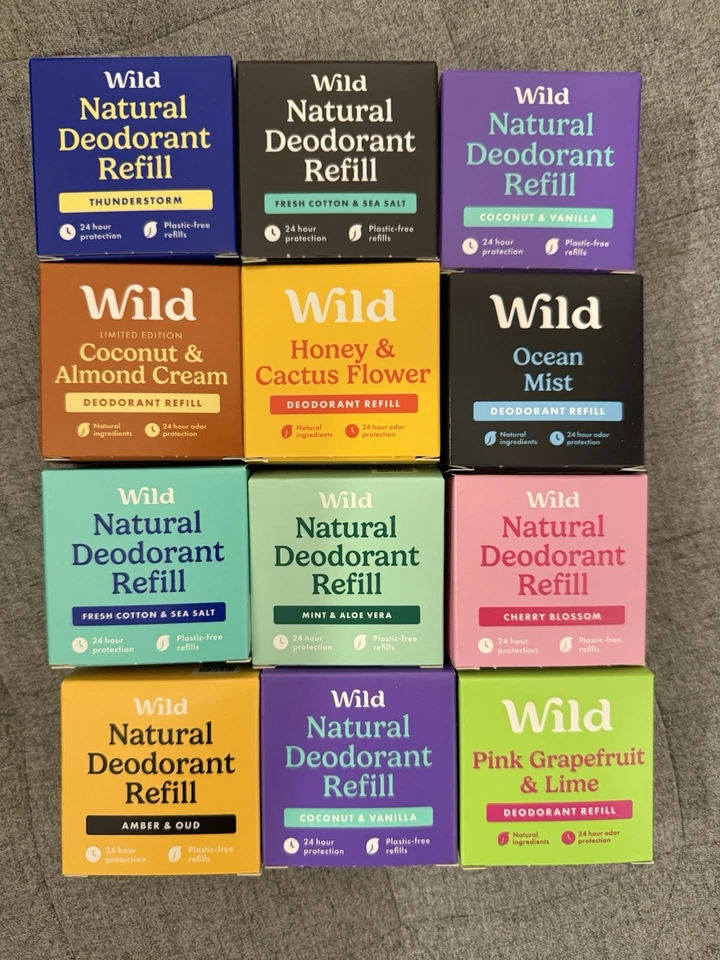 Wild
Natural
Deodorant
Refill
THUNDERSTORM
24 hour
protection
Plastic-free
refills
Wild
Natural
Deodorant
Refill
FRESH COTTON & SEA SALT
24 hour
protection
Plastic-free
refills
Wild
Natural
Deodorant
Refill
COCONUT & VANILLA
24 hour
protection
Plastic-free
refills
Wild
LIMITED EDITION
Coconut &
Almond Cream
DEODORANT REFILL
Natural
ingredients
24 hour odor
protection
Wild
Honey &
Cactus Flower
DEODORANT REFILL
Natural
ingredients
24 hour odor
protection
Wild
Ocean
Mist
DEODORANT REFILL
Natural
ingredients
24 hour odor
protection
Wild
Natural
Deodorant
Refill
FRESH COTTON & SEA SALT
24 hour
protection
Plastic-free
refills
Wild
Natural
Deodorant
Refill
MINT & ALOE VERA
24 hour
protection
Plastic-free
refills
Wild
Natural
Deodorant
Refill
CHERRY BLOSSOM
24 hour
protection
Plastic-free
refills
Wild
Natural
Deodorant
Refill
AMBER & OUD
24 hour
protection
Plastic-free
refills
Wild
Natural
Deodorant
Refill
COCONUT & VANILLA
24 hour
protection
Plastic-free
refills
Wild
Pink Grapefruit
& Lime
DEODORANT REFILL
Natural
ingredients
24 hour odor
protection